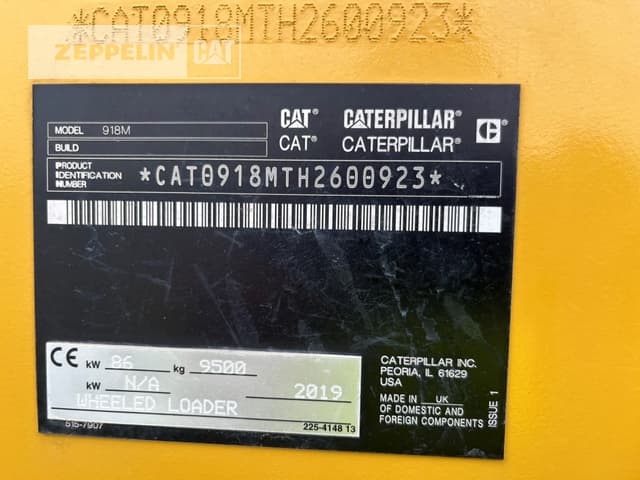 *CAT0918MTH2600923*
ZEPPELIN CAT
MODEL 918M
BUILD
CAT® CATERPILLAR®
CAT® CATERPILLAR® C
PRODUCT IDENTIFICATION NUMBER *CAT0918MTH2600923*
CE kW 86 kg 9500
kW N/A 2019
WHEELED LOADER
515-7907 225-4148 13
CATERPILLAR INC.
PEORIA, IL 61629
USA
MADE IN UK
OF DOMESTIC AND
FOREIGN COMPONENTS
ISSUE 1